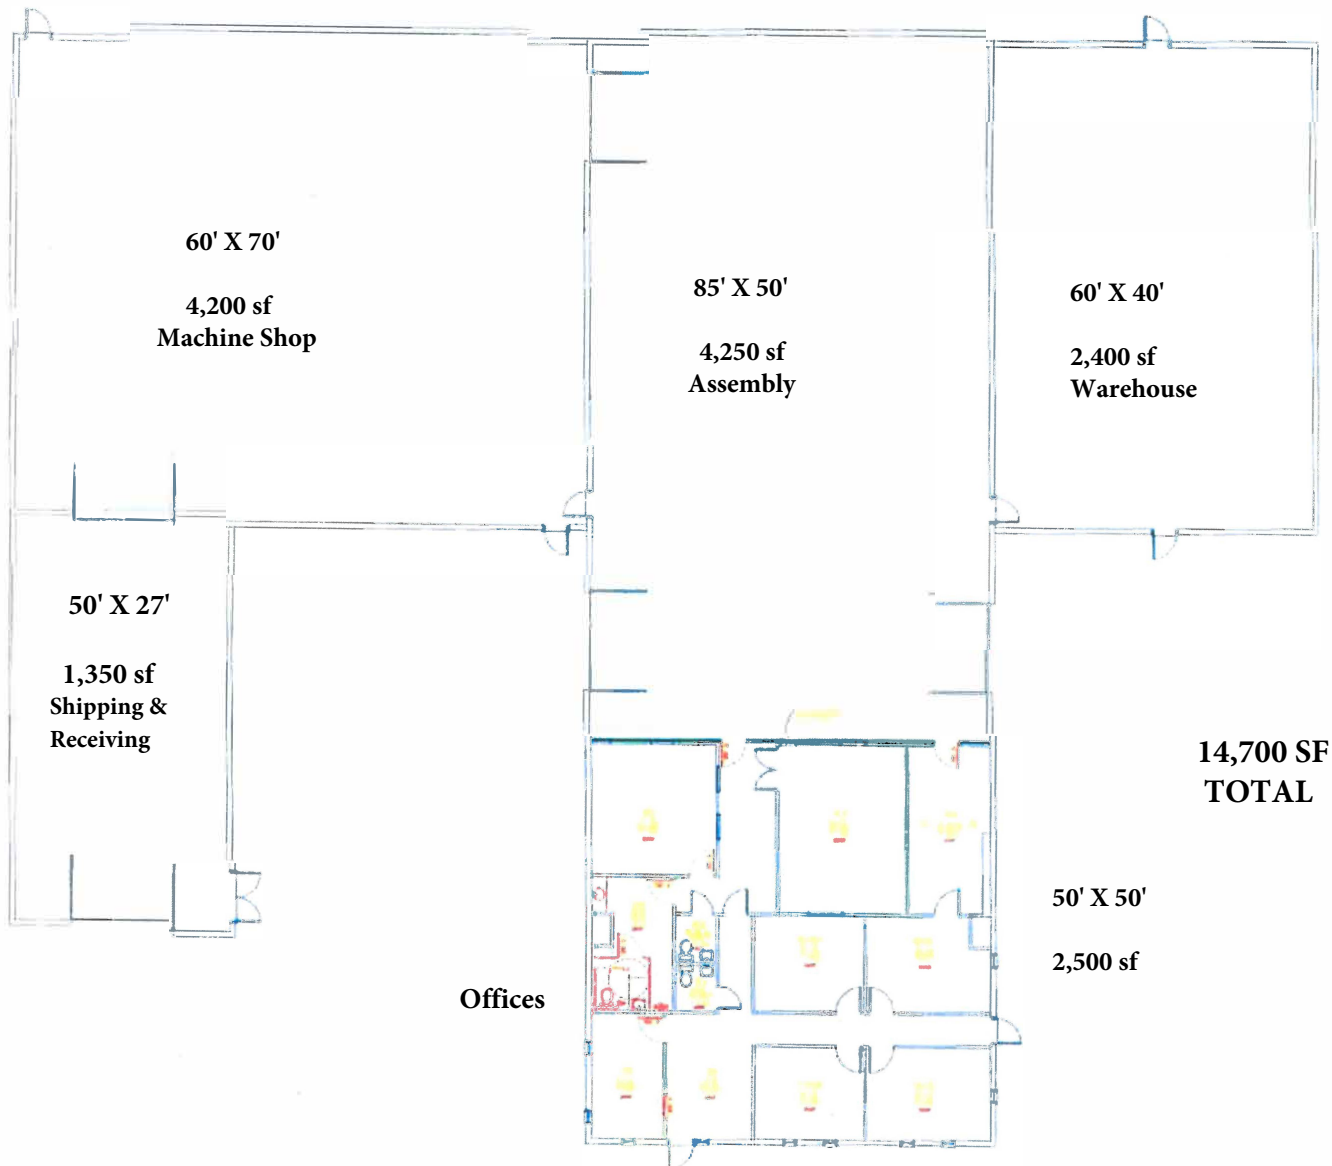 60' X 70'
4,200 sf
Machine Shop
85' X 50'
4,250 sf
Assembly
60' X 40'
2,400 sf
Warehouse
50' X 27'
1,350 sf
Shipping &
Receiving
14,700 SF
TOTAL
50' X 50'
2,500 sf
Offices